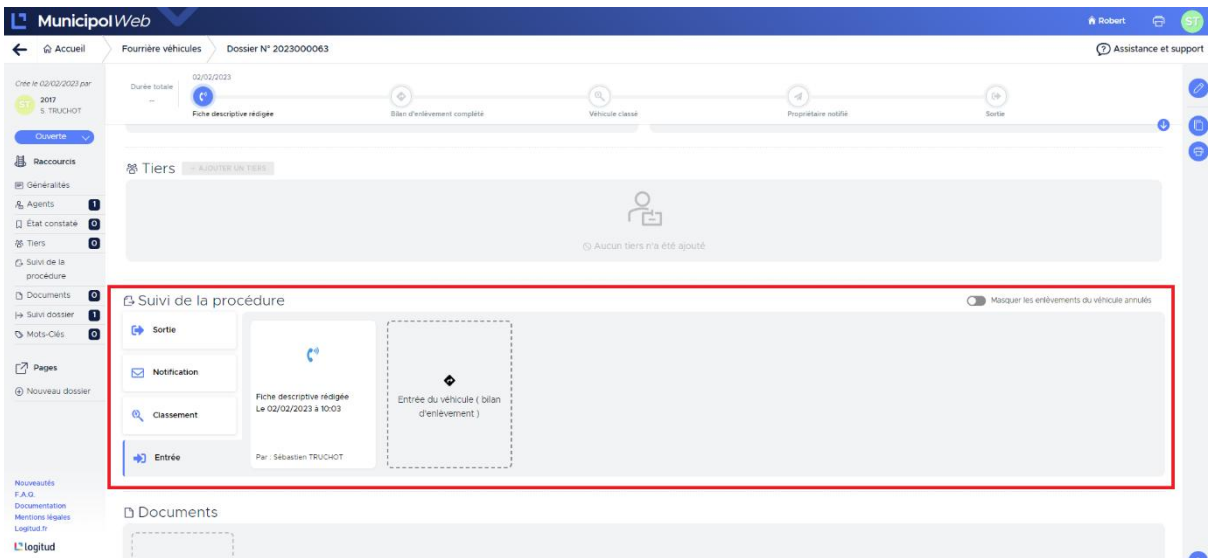 MunicipolWeb
Robert
ST
Accueil
Fourrière véhicules
Dossier N° 2023000063
Assistance et support
Crée le 02/02/2023 par
ST
2017
S. TRUCHOT
Ouverte
Raccourcis
Généralités
Agents 1
État constaté 0
Tiers 0
Suivi de la
procédure
Documents 0
Suivi dossier 1
Mots-Clés 0
Pages
Nouveau dossier
Nouveautés
F.A.Q.
Documentation
Mentions légales
Logitud.fr
logitud
Durée totale
--
02/02/2023
Fiche descriptive rédigée
Bilan d'enlèvement complété
Véhicule classé
Propriétaire notifié
Sortie
Tiers
+ AJOUTER UN TIERS
Aucun tiers n'a été ajouté
Suivi de la procédure
Masquer les enlèvements du véhicule annulés
Sortie
Notification
Classement
Entrée
Fiche descriptive rédigée
Le 02/02/2023 à 10:03
Par : Sébastien TRUCHOT
Entrée du véhicule ( bilan
d'enlèvement )
Documents